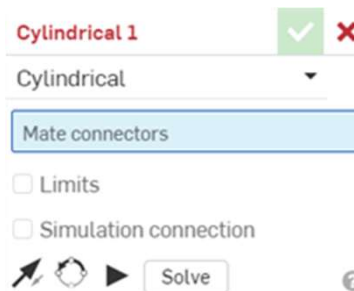 Cylindrical 1
Cylindrical
Mate connectors
Limits
Simulation connection
Solve